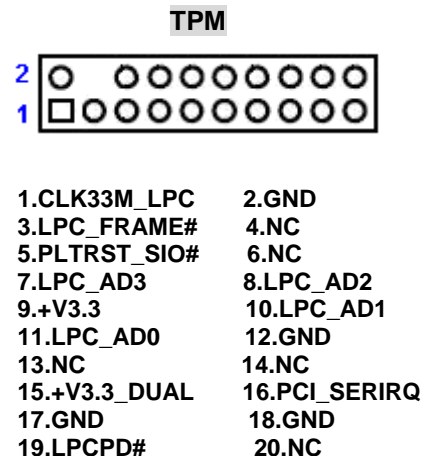 TPM
2
1
1.CLK33M_LPC 2.GND
3.LPC_FRAME# 4.NC
5.PLTRST_SIO# 6.NC
7.LPC_AD3 8.LPC_AD2
9.+V3.3 10.LPC_AD1
11.LPC_AD0 12.GND
13.NC 14.NC
15.+V3.3_DUAL 16.PCI_SERIRQ
17.GND 18.GND
19.LPCPD# 20.NC